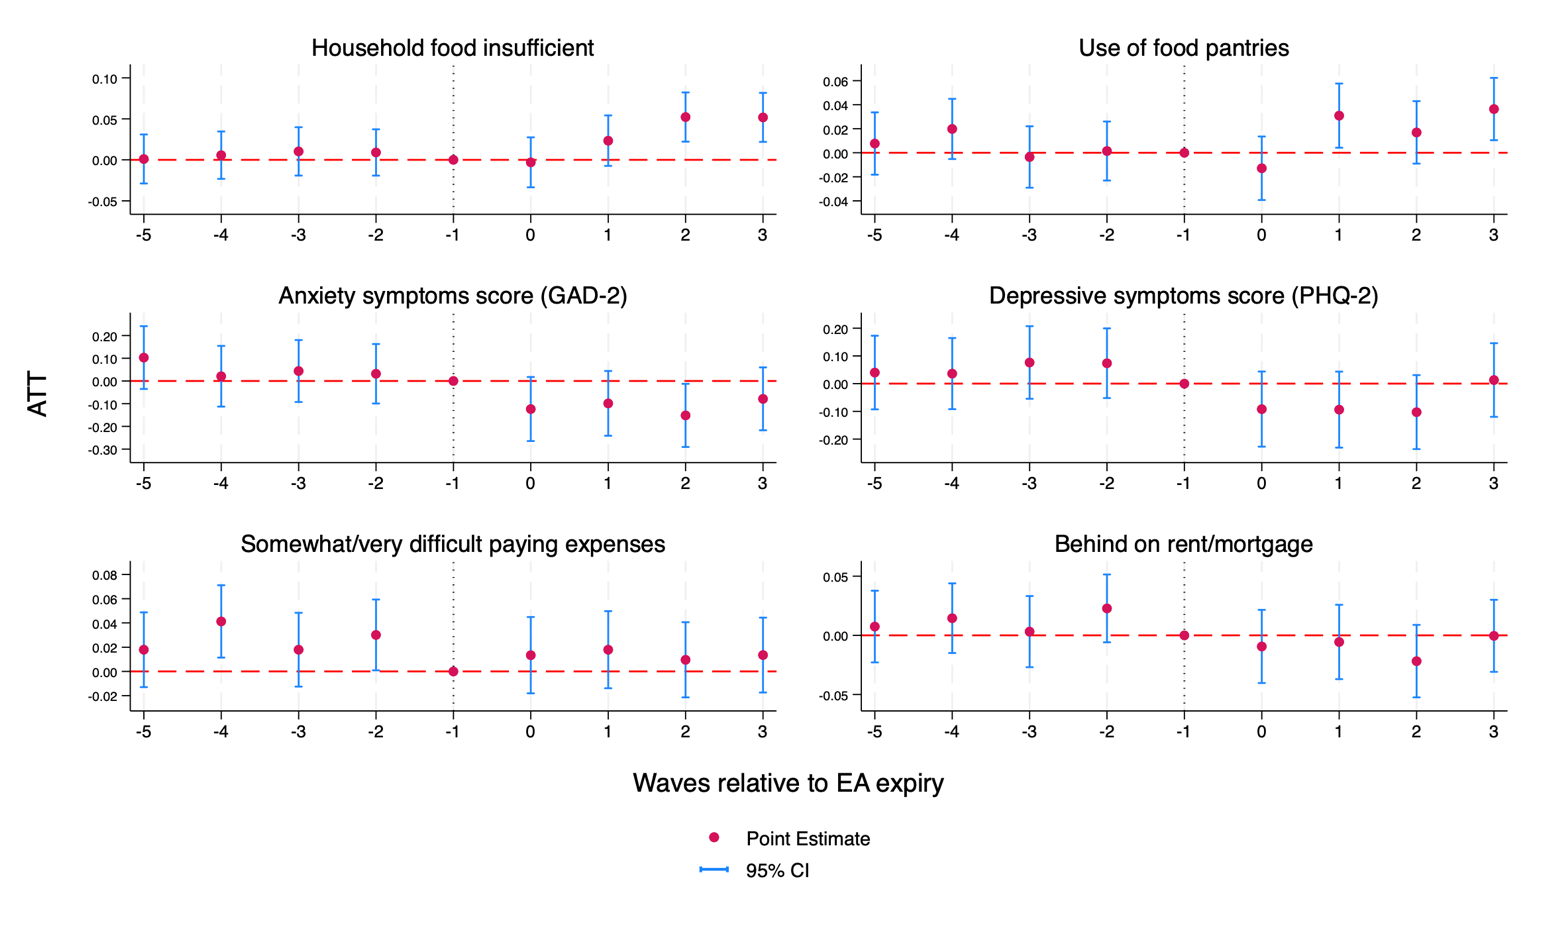 Household food insufficient
0.10
0.05
0.00
-0.05
-5 -4 -3 -2 -1 0 1 2 3
Use of food pantries
0.06
0.04
0.02
0.00
-0.02
-0.04
-5 -4 -3 -2 -1 0 1 2 3
ATT
Anxiety symptoms score (GAD-2)
0.20
0.10
0.00
-0.10
-0.20
-0.30
-5 -4 -3 -2 -1 0 1 2 3
Depressive symptoms score (PHQ-2)
0.20
0.10
0.00
-0.10
-0.20
-5 -4 -3 -2 -1 0 1 2 3
Somewhat/very difficult paying expenses
0.08
0.06
0.04
0.02
0.00
-0.02
-5 -4 -3 -2 -1 0 1 2 3
Behind on rent/mortgage
0.05
0.00
-0.05
-5 -4 -3 -2 -1 0 1 2 3
Waves relative to EA expiry
Point Estimate
95% CI